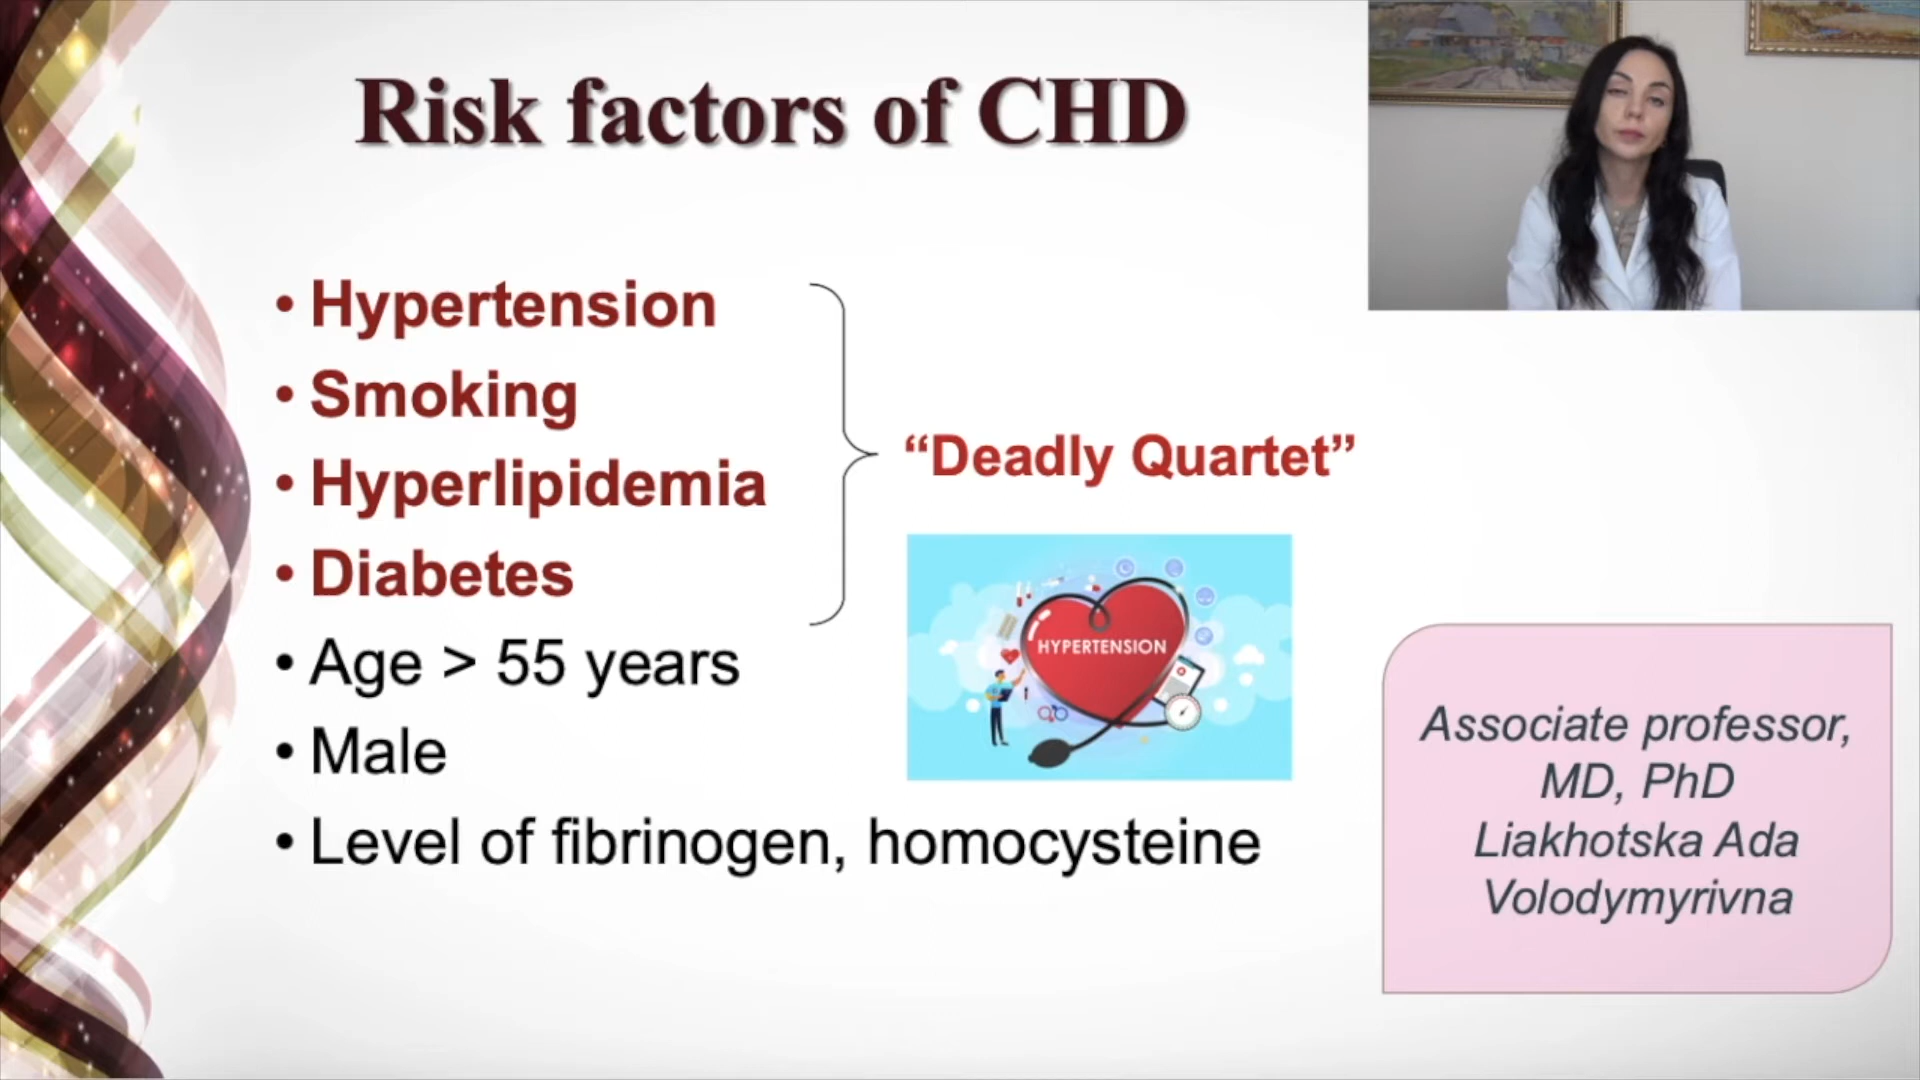 Risk factors of CHD
• Hypertension
• Smoking
• Hyperlipidemia
• Diabetes
“Deadly Quartet”
HYPERTENSION
• Age > 55 years
• Male
• Level of fibrinogen, homocysteine
Associate professor,
MD, PhD
Liakhotska Ada
Volodymyrivna